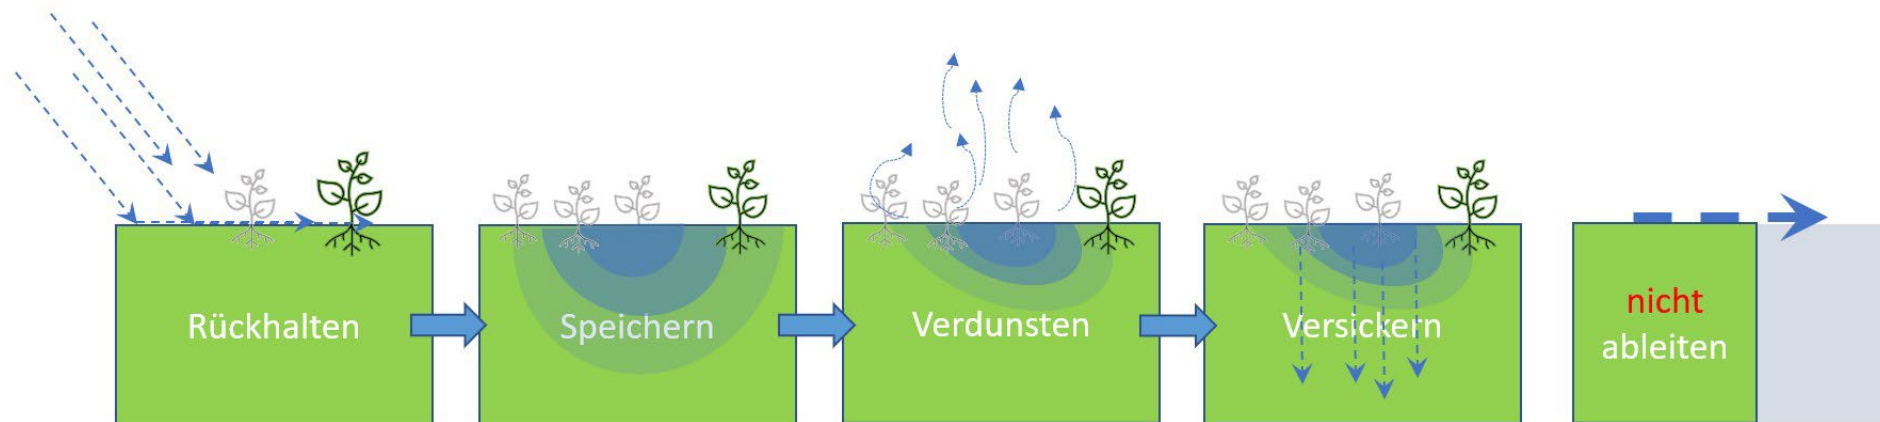 Rückhalten
Speichern
Verdunsten
Versickern
nicht
ableiten